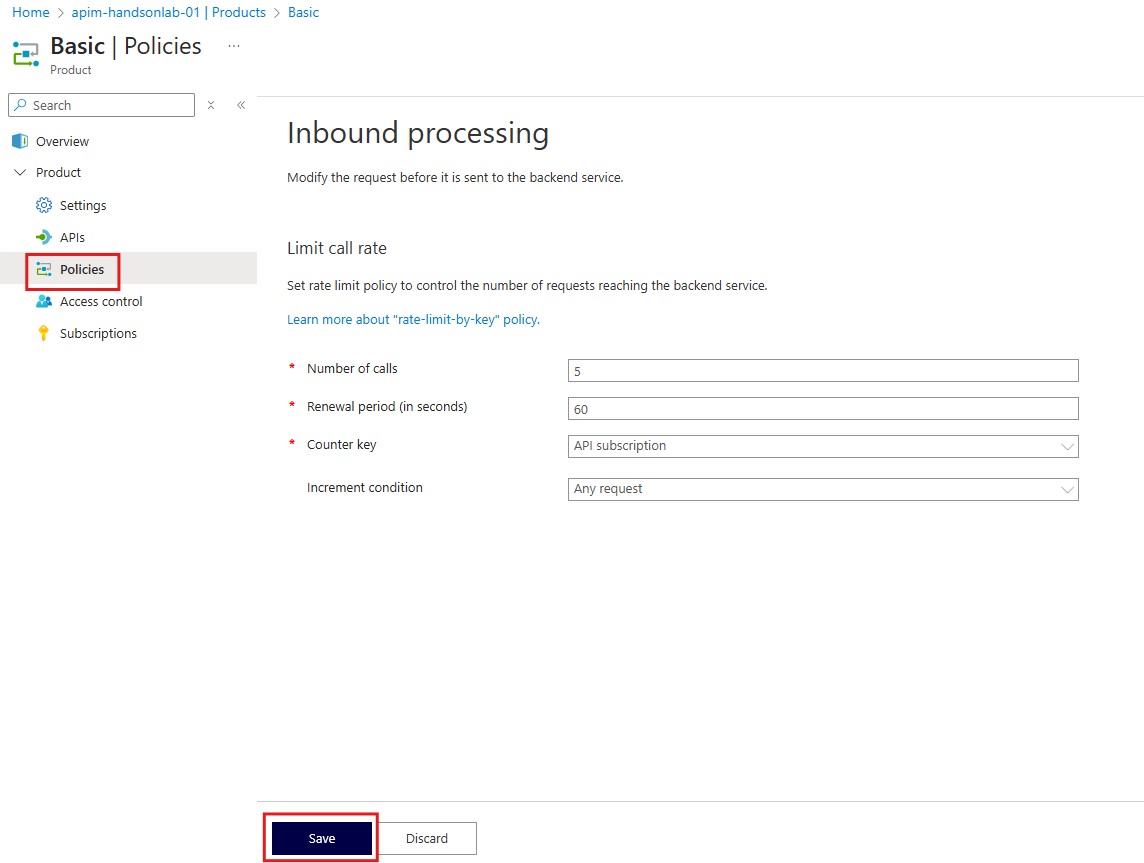 Home > apim-handsonlab-01 | Products > Basic
Basic | Policies ...
Product
Search
Overview
Product
Settings
APIs
Policies
Access control
Subscriptions
Inbound processing
Modify the request before it is sent to the backend service.
Limit call rate
Set rate limit policy to control the number of requests reaching the backend service.
Learn more about "rate-limit-by-key" policy.
* Number of calls 5
* Renewal period (in seconds) 60
* Counter key API subscription
Increment condition Any request
Save Discard